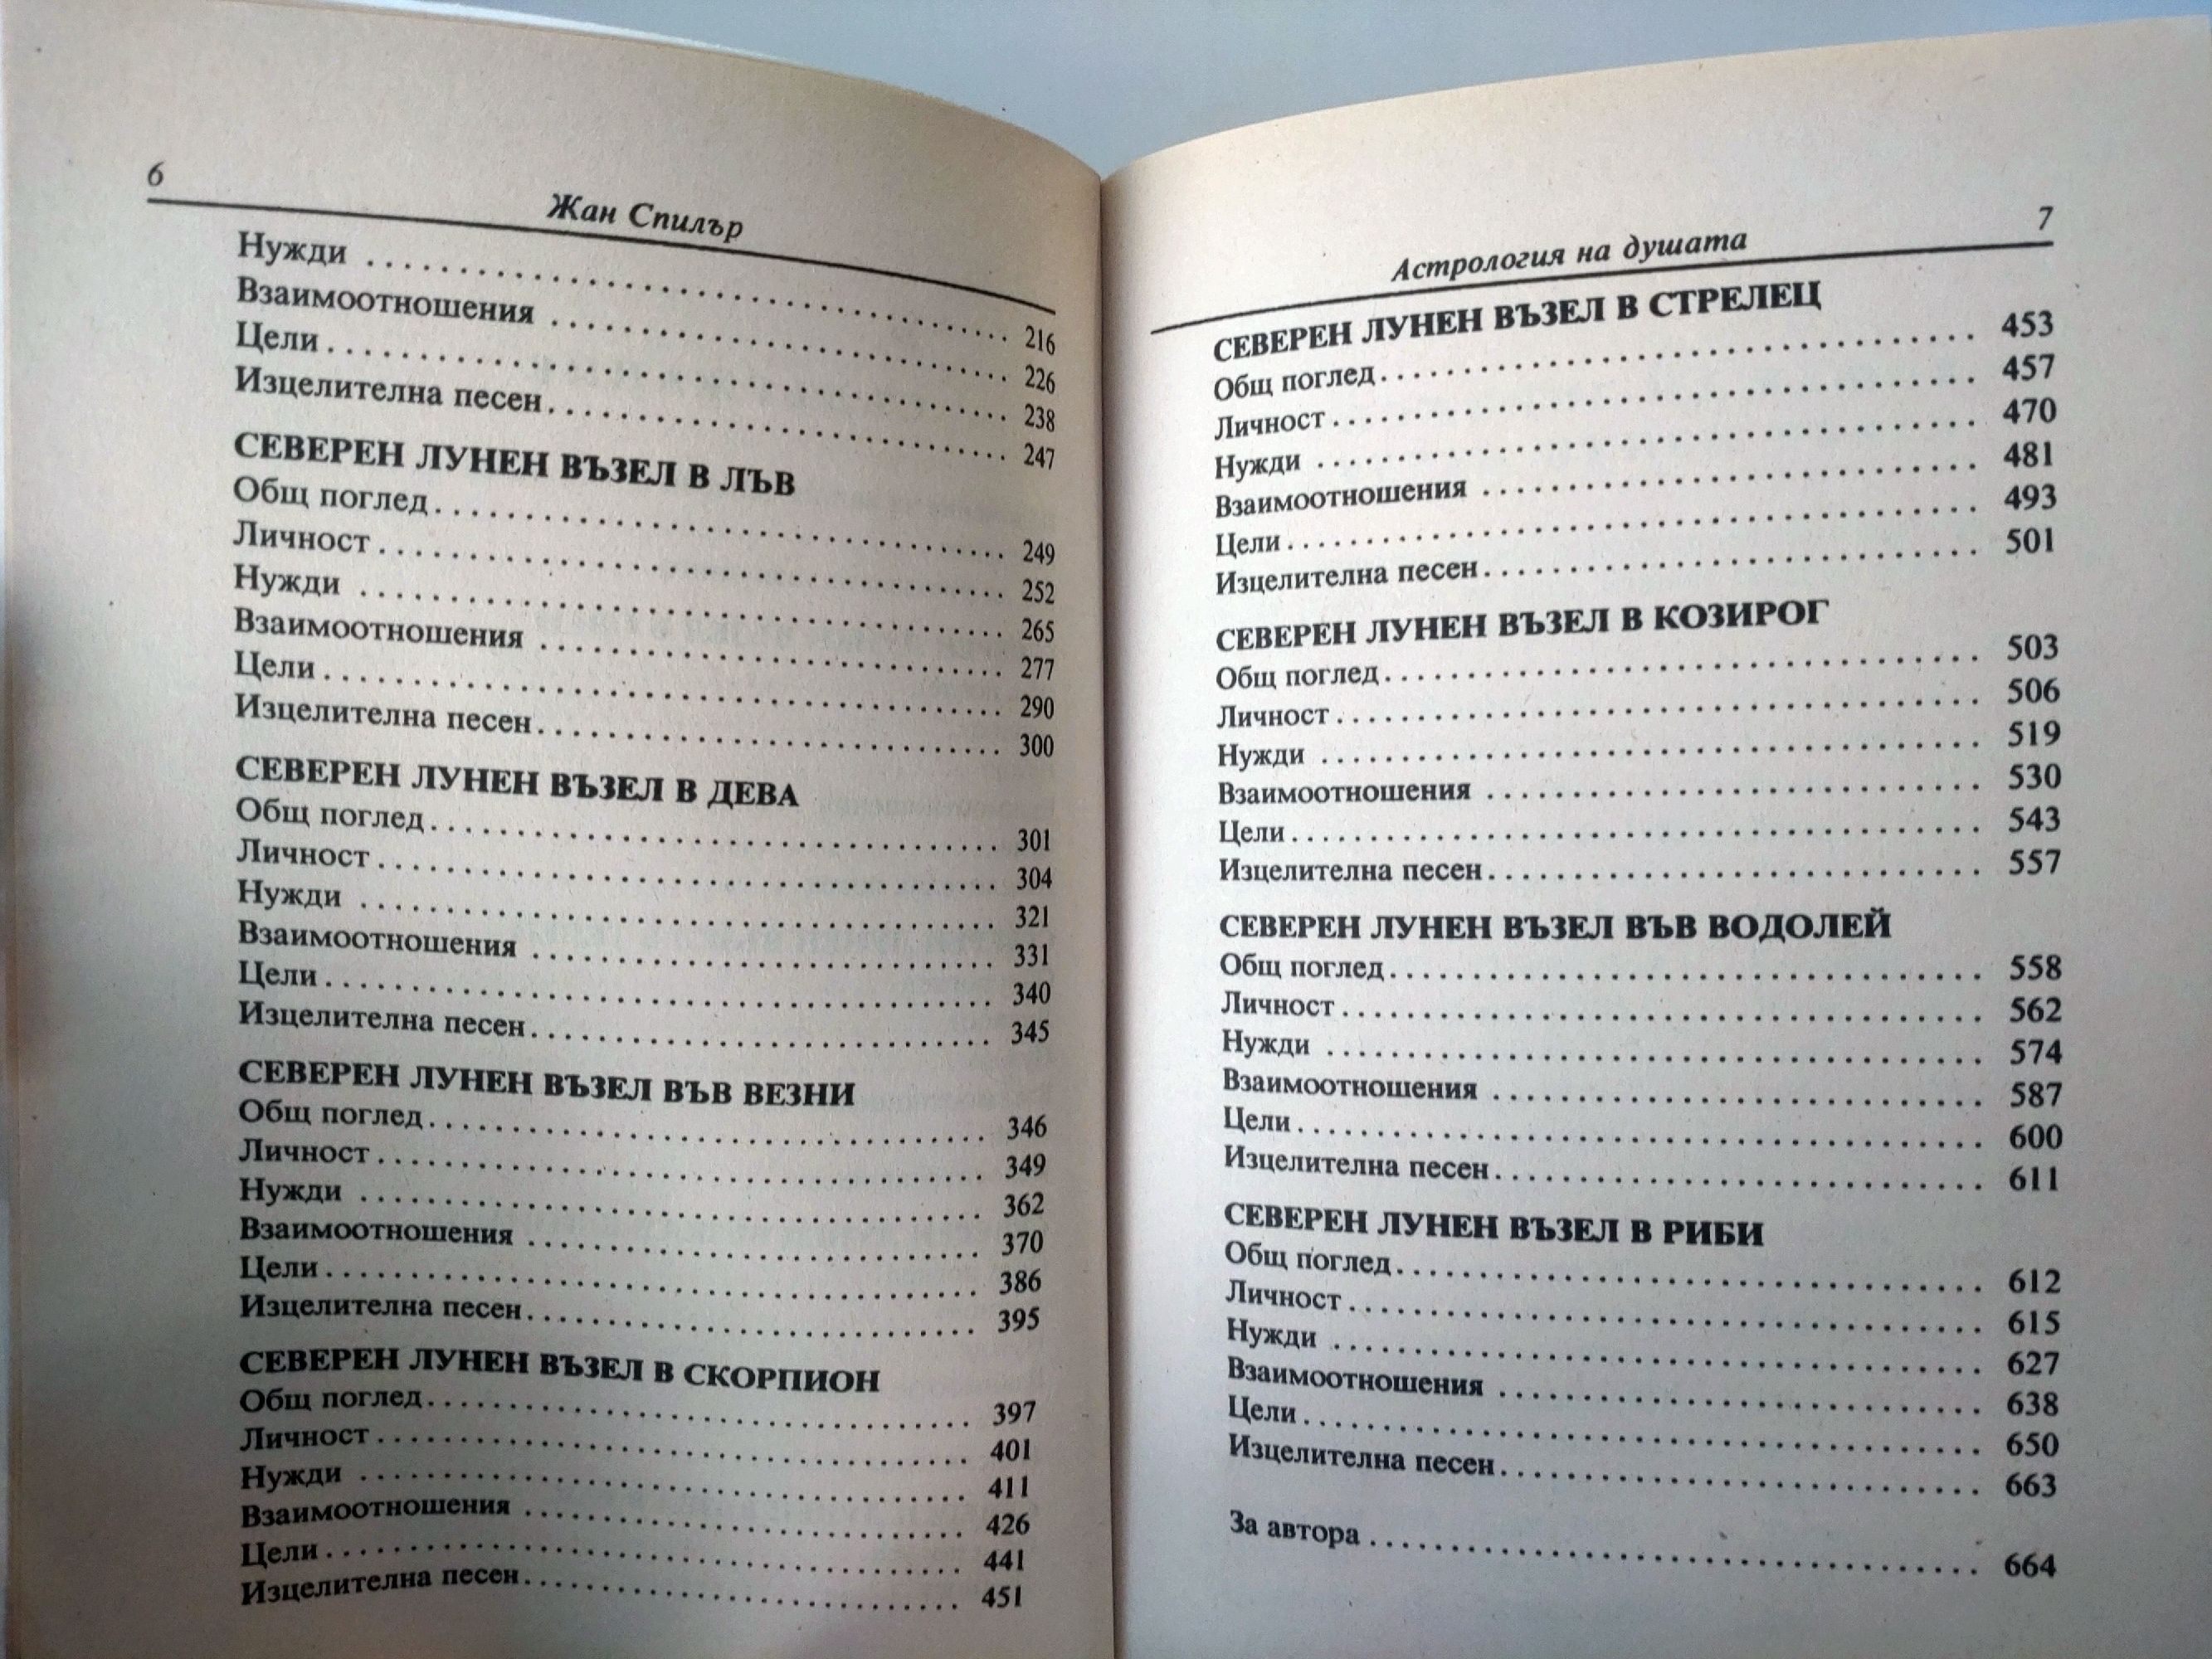 6
Жан Спилър
Нужди . . . . . . . . . . . . . . . . . . . . 216
Взаимоотношения . . . . . . . . . . . . . . . . . . . . 226
Цели . . . . . . . . . . . . . . . . . . . . 238
Изцелителна песен . . . . . . . . . . . . . . . . . . . . 247
СЕВЕРЕН ЛУНЕН ВЪЗЕЛ В ЛЪВ
Общ поглед . . . . . . . . . . . . . . . . . . . . 249
Личност . . . . . . . . . . . . . . . . . . . . 252
Нужди . . . . . . . . . . . . . . . . . . . . 265
Взаимоотношения . . . . . . . . . . . . . . . . . . . . 277
Цели . . . . . . . . . . . . . . . . . . . . 290
Изцелителна песен . . . . . . . . . . . . . . . . . . . . 300
СЕВЕРЕН ЛУНЕН ВЪЗЕЛ В ДЕВА
Общ поглед . . . . . . . . . . . . . . . . . . . . 301
Личност . . . . . . . . . . . . . . . . . . . . 304
Нужди . . . . . . . . . . . . . . . . . . . . 321
Взаимоотношения . . . . . . . . . . . . . . . . . . . . 331
Цели . . . . . . . . . . . . . . . . . . . . 340
Изцелителна песен . . . . . . . . . . . . . . . . . . . . 345
СЕВЕРЕН ЛУНЕН ВЪЗЕЛ ВЪВ ВЕЗНИ
Общ поглед . . . . . . . . . . . . . . . . . . . . 346
Личност . . . . . . . . . . . . . . . . . . . . 349
Нужди . . . . . . . . . . . . . . . . . . . . 362
Взаимоотношения . . . . . . . . . . . . . . . . . . . . 370
Цели . . . . . . . . . . . . . . . . . . . . 386
Изцелителна песен . . . . . . . . . . . . . . . . . . . . 395
СЕВЕРЕН ЛУНЕН ВЪЗЕЛ В СКОРПИОН
Общ поглед . . . . . . . . . . . . . . . . . . . . 397
Личност . . . . . . . . . . . . . . . . . . . . 401
Нужди . . . . . . . . . . . . . . . . . . . . 411
Взаимоотношения . . . . . . . . . . . . . . . . . . . . 426
Цели . . . . . . . . . . . . . . . . . . . . 441
Изцелителна песен . . . . . . . . . . . . . . . . . . . . 451
Астрология на душата
7
СЕВЕРЕН ЛУНЕН ВЪЗЕЛ В СТРЕЛЕЦ
Общ поглед . . . . . . . . . . . . . . . . . . . . 453
Личност . . . . . . . . . . . . . . . . . . . . 457
Нужди . . . . . . . . . . . . . . . . . . . . 470
Взаимоотношения . . . . . . . . . . . . . . . . . . . . 481
Цели . . . . . . . . . . . . . . . . . . . . 493
Изцелителна песен . . . . . . . . . . . . . . . . . . . . 501
СЕВЕРЕН ЛУНЕН ВЪЗЕЛ В КОЗИРОГ
Общ поглед . . . . . . . . . . . . . . . . . . . . 503
Личност . . . . . . . . . . . . . . . . . . . . 506
Нужди . . . . . . . . . . . . . . . . . . . . 519
Взаимоотношения . . . . . . . . . . . . . . . . . . . . 530
Цели . . . . . . . . . . . . . . . . . . . . 543
Изцелителна песен . . . . . . . . . . . . . . . . . . . . 557
СЕВЕРЕН ЛУНЕН ВЪЗЕЛ ВЪВ ВОДОЛЕЙ
Общ поглед . . . . . . . . . . . . . . . . . . . . 558
Личност . . . . . . . . . . . . . . . . . . . . 562
Нужди . . . . . . . . . . . . . . . . . . . . 574
Взаимоотношения . . . . . . . . . . . . . . . . . . . . 587
Цели . . . . . . . . . . . . . . . . . . . . 600
Изцелителна песен . . . . . . . . . . . . . . . . . . . . 611
СЕВЕРЕН ЛУНЕН ВЪЗЕЛ В РИБИ
Общ поглед . . . . . . . . . . . . . . . . . . . . 612
Личност . . . . . . . . . . . . . . . . . . . . 615
Нужди . . . . . . . . . . . . . . . . . . . . 627
Взаимоотношения . . . . . . . . . . . . . . . . . . . . 638
Цели . . . . . . . . . . . . . . . . . . . . 650
Изцелителна песен . . . . . . . . . . . . . . . . . . . . 663
За автора . . . . . . . . . . . . . . . . . . . . 664